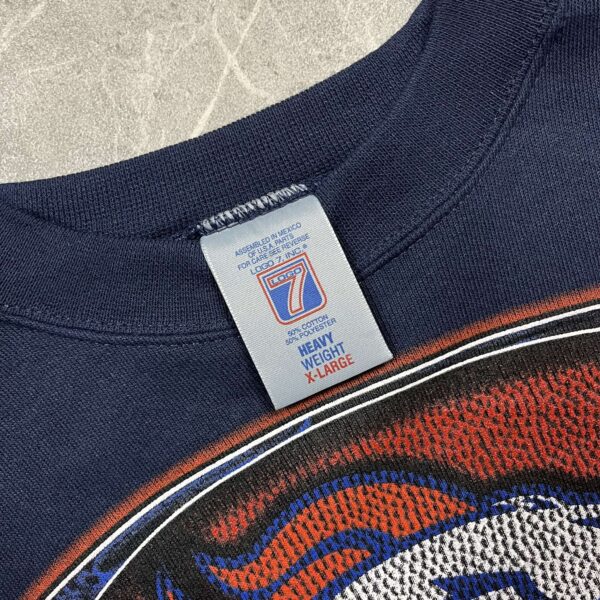 ASSEMBLED IN MEXICO
OF U.S.A. PARTS
FOR CARE SEE REVERSE
LOGO 7, INC.®
LOGO
7
50% COTTON
50% POLYESTER
HEAVY
WEIGHT
X-LARGE